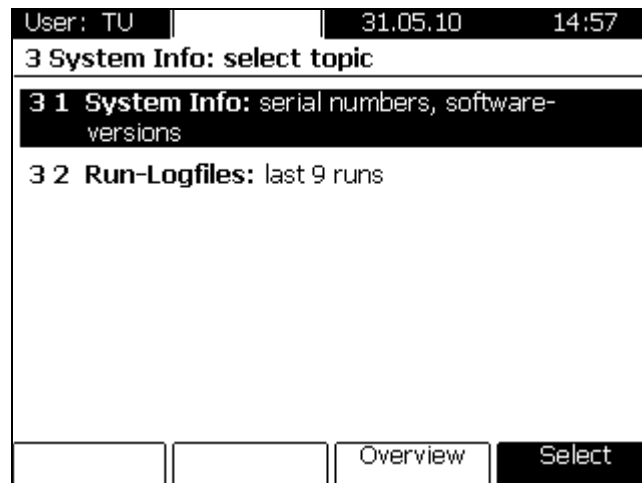 User: TU 31.05.10 14:57
3 System Info: select topic
3 1 System Info: serial numbers, software-
versions
3 2 Run-Logfiles: last 9 runs
Overview Select